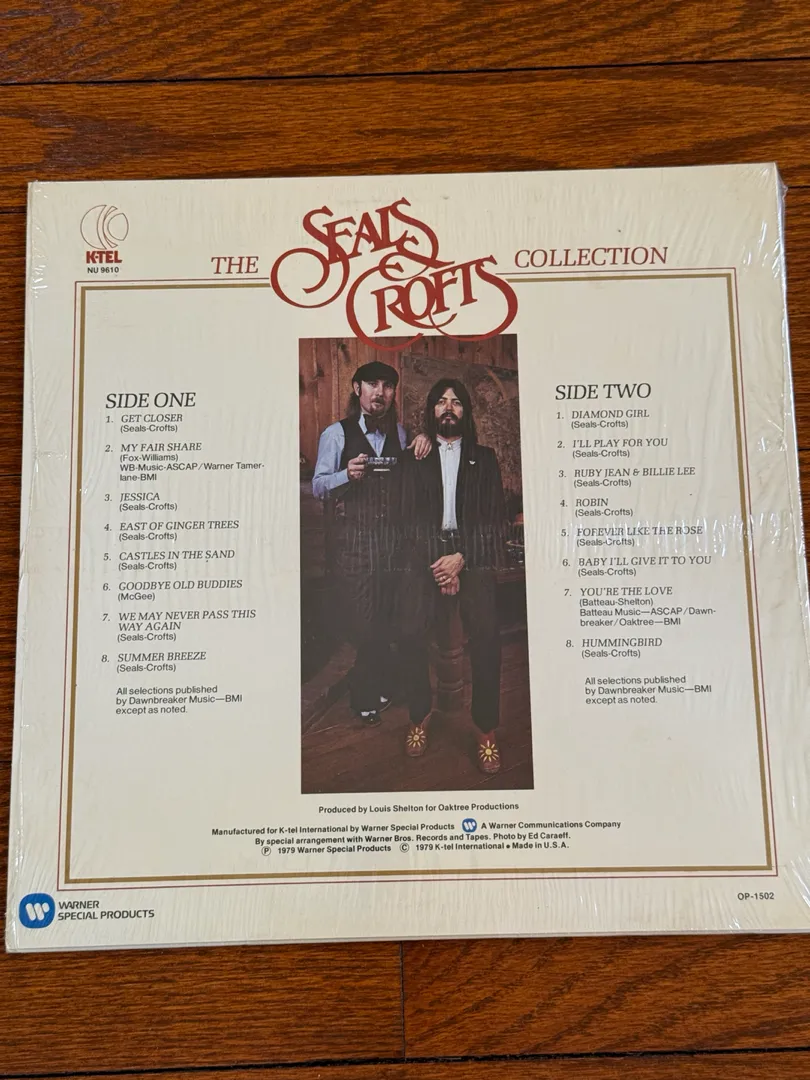 K-TEL
NU 9610
THE SEALS & CROFTS COLLECTION
SIDE ONE
1. GET CLOSER
(Seals-Crofts)
2. MY FAIR SHARE
(Fox-Williams)
WB-Music-ASCAP/Warner Tamer-
lane-BMI
3. JESSICA
(Seals-Crofts)
4. EAST OF GINGER TREES
(Seals-Crofts)
5. CASTLES IN THE SAND
(Seals-Crofts)
6. GOODBYE OLD BUDDIES
(McGee)
7. WE MAY NEVER PASS THIS
WAY AGAIN
(Seals-Crofts)
8. SUMMER BREEZE
(Seals-Crofts)
All selections published
by Dawnbreaker Music—BMI
except as noted.
SIDE TWO
1. DIAMOND GIRL
(Seals-Crofts)
2. I'LL PLAY FOR YOU
(Seals-Crofts)
3. RUBY JEAN & BILLIE LEE
(Seals-Crofts)
4. ROBIN
(Seals-Crofts)
5. FOREVER LIKE THE ROSE
(Seals-Crofts)
6. BABY I'LL GIVE IT TO YOU
(Seals-Crofts)
7. YOU'RE THE LOVE
(Batteau-Shelton)
Batteau Music—ASCAP/Dawn-
breaker/Oaktree—BMI
8. HUMMINGBIRD
(Seals-Crofts)
All selections published
by Dawnbreaker Music—BMI
except as noted.
Produced by Louis Shelton for Oaktree Productions
Manufactured for K-tel International by Warner Special Products A Warner Communications Company
By special arrangement with Warner Bros. Records and Tapes. Photo by Ed Caraeff.
Ⓟ 1979 Warner Special Products © 1979 K-tel International • Made in U.S.A.
WARNER
SPECIAL PRODUCTS
OP-1502